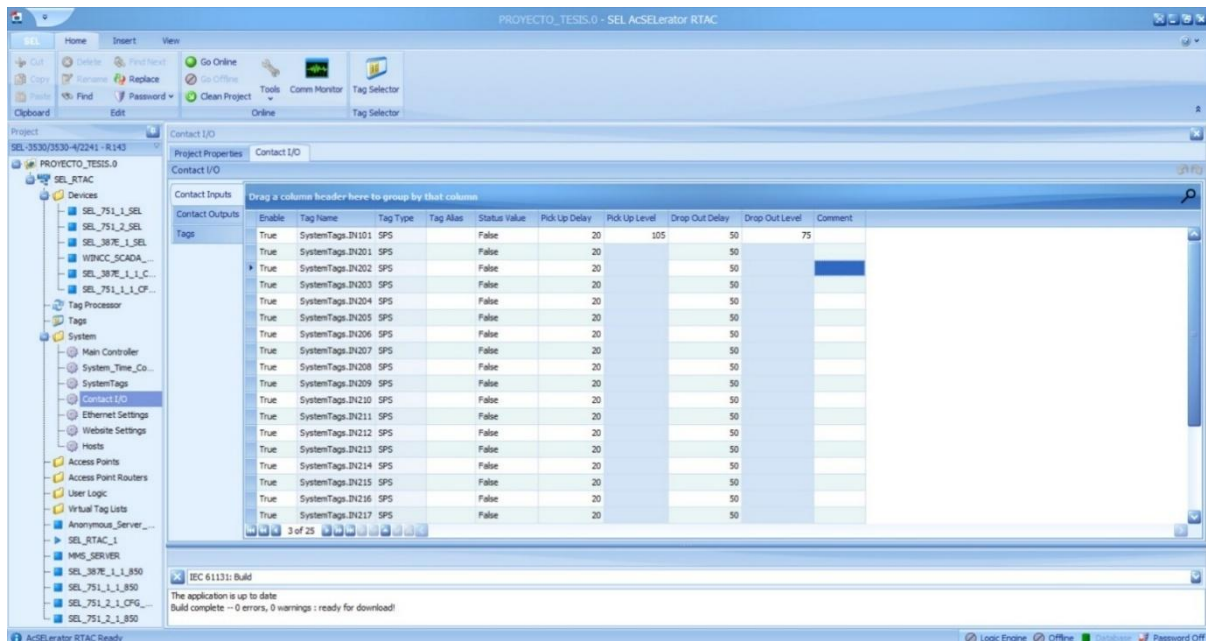 PROYECTO_TESIS.0 - SEL AcSELerator RTAC
SEL Home Insert View
Cut Delete Find Next Go Online
Copy Rename Replace Go Offline Tools Comm Monitor Tag Selector
Paste Find Password Clean Project
Clipboard Edit Online Tag Selector
Project
SEL-3530/3530-4/2241 - R143
PROYECTO_TESIS.0
SEL_RTAC
Devices
SEL_751_1_SEL
SEL_751_2_SEL
SEL_387E_1_SEL
WINCC_SCADA_...
SEL_387E_1_1_C...
SEL_751_1_1_CF...
Tag Processor
Tags
System
Main Controller
System_Time_Co...
SystemTags
Contact I/O
Ethernet Settings
Website Settings
Hosts
Access Points
Access Point Routers
User Logic
Virtual Tag Lists
Anonymous_Server_...
SEL_RTAC_1
MMS_SERVER
SEL_387E_1_1_850
SEL_751_1_1_850
SEL_751_2_1_CFG_...
SEL_751_2_1_850
Contact I/O
Project Properties Contact I/O
Contact I/O
Contact Inputs
Contact Outputs
Tags
Drag a column header here to group by that column
Enable Tag Name Tag Type Tag Alias Status Value Pick Up Delay Pick Up Level Drop Out Delay Drop Out Level Comment
True SystemTags.IN101 SPS False 20 105 50 75
True SystemTags.IN201 SPS False 20 50
True SystemTags.IN202 SPS False 20 50
True SystemTags.IN203 SPS False 20 50
True SystemTags.IN204 SPS False 20 50
True SystemTags.IN205 SPS False 20 50
True SystemTags.IN206 SPS False 20 50
True SystemTags.IN207 SPS False 20 50
True SystemTags.IN208 SPS False 20 50
True SystemTags.IN209 SPS False 20 50
True SystemTags.IN210 SPS False 20 50
True SystemTags.IN211 SPS False 20 50
True SystemTags.IN212 SPS False 20 50
True SystemTags.IN213 SPS False 20 50
True SystemTags.IN214 SPS False 20 50
True SystemTags.IN215 SPS False 20 50
True SystemTags.IN216 SPS False 20 50
True SystemTags.IN217 SPS False 20 50
3 of 25
IEC 61131: Build
The application is up to date
Build complete -- 0 errors, 0 warnings : ready for download!
AcSELerator RTAC Ready
Logic Engine Offline Database Password Off